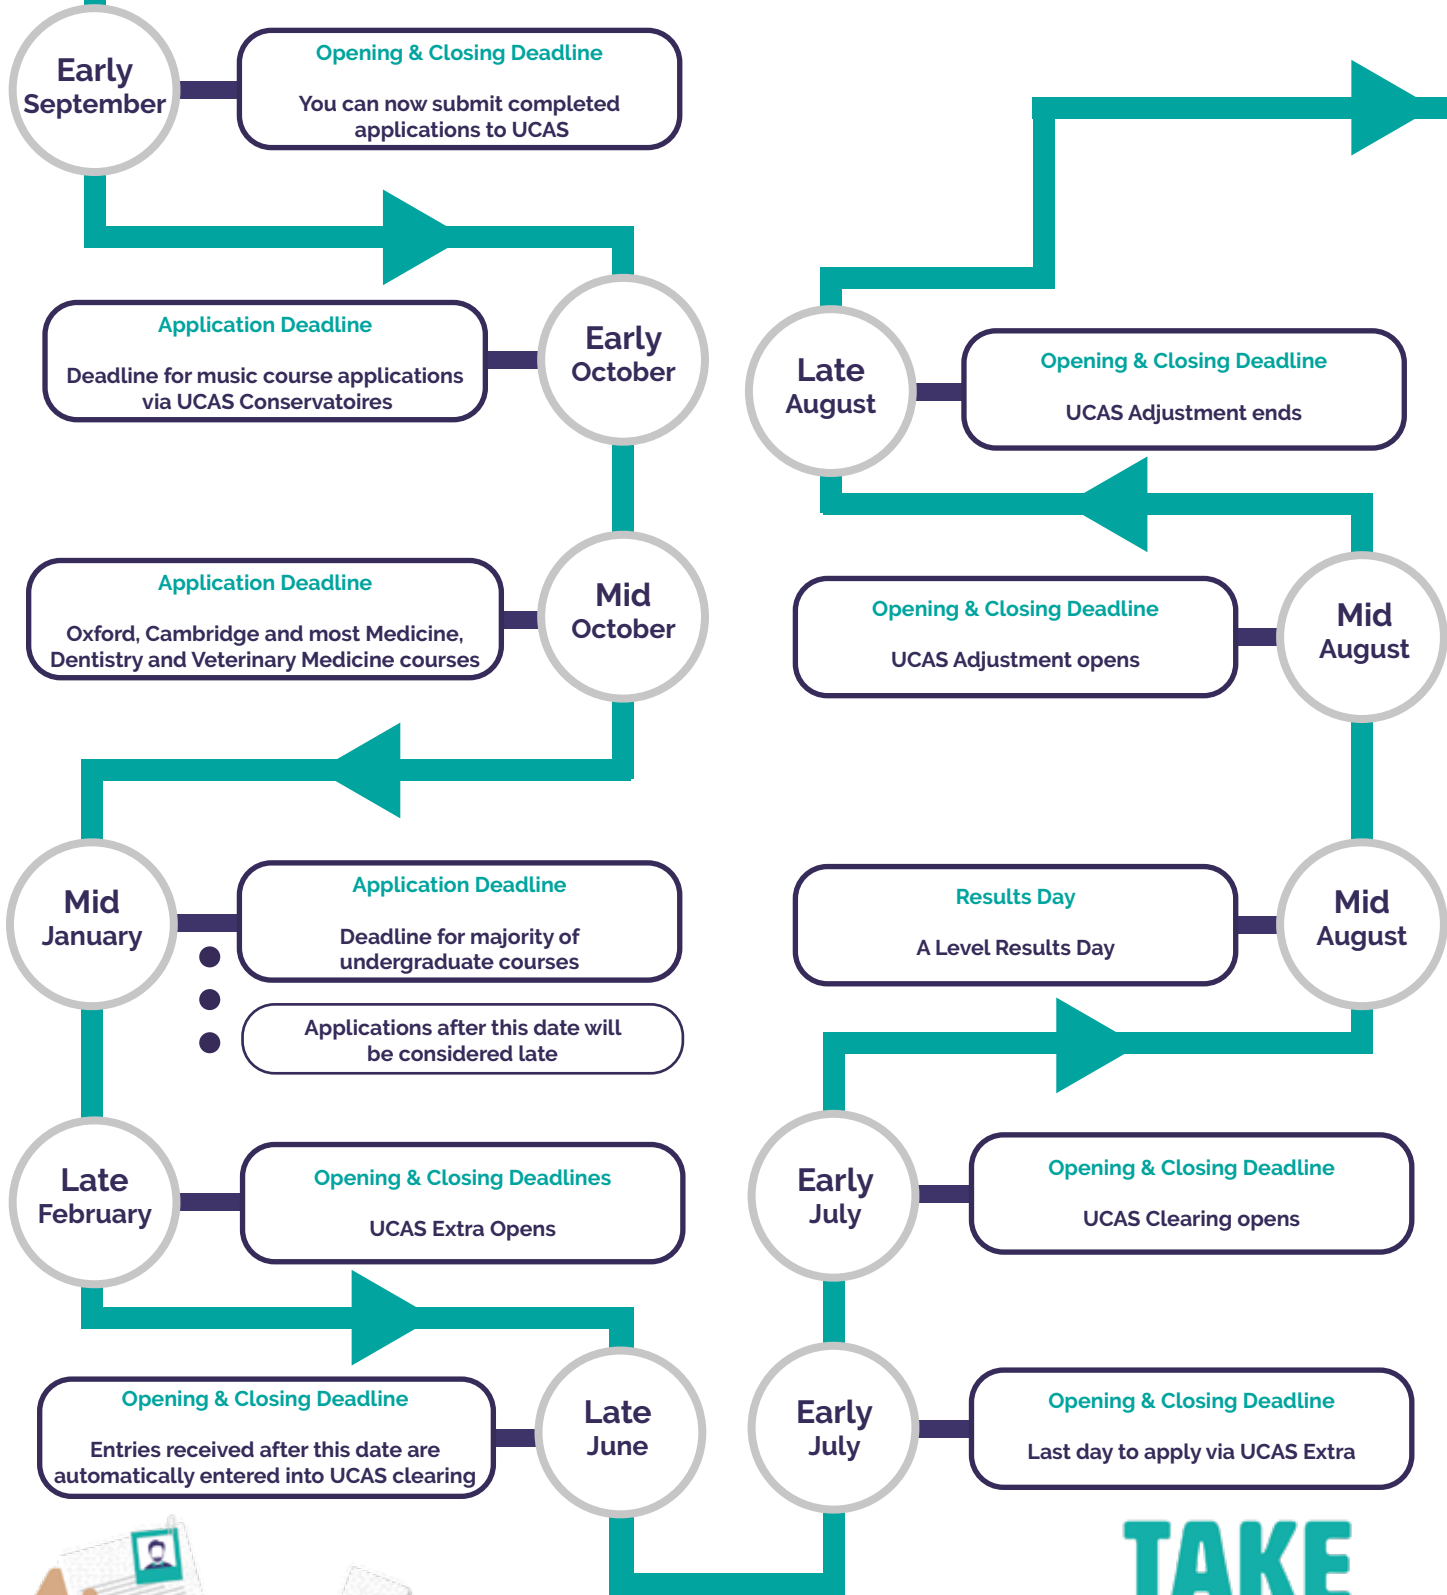 Early
September
Opening & Closing Deadline
You can now submit completed
applications to UCAS
Application Deadline
Deadline for music course applications
via UCAS Conservatoires
Early
October
Application Deadline
Oxford, Cambridge and most Medicine,
Dentistry and Veterinary Medicine courses
Mid
October
Mid
January
Application Deadline
Deadline for majority of
undergraduate courses
Applications after this date will
be considered late
Late
February
Opening & Closing Deadlines
UCAS Extra Opens
Opening & Closing Deadline
Entries received after this date are
automatically entered into UCAS clearing
Late
June
Early
July
Opening & Closing Deadline
Last day to apply via UCAS Extra
Early
July
Opening & Closing Deadline
UCAS Clearing opens
Results Day
A Level Results Day
Mid
August
Opening & Closing Deadline
UCAS Adjustment opens
Mid
August
Late
August
Opening & Closing Deadline
UCAS Adjustment ends
TAKE